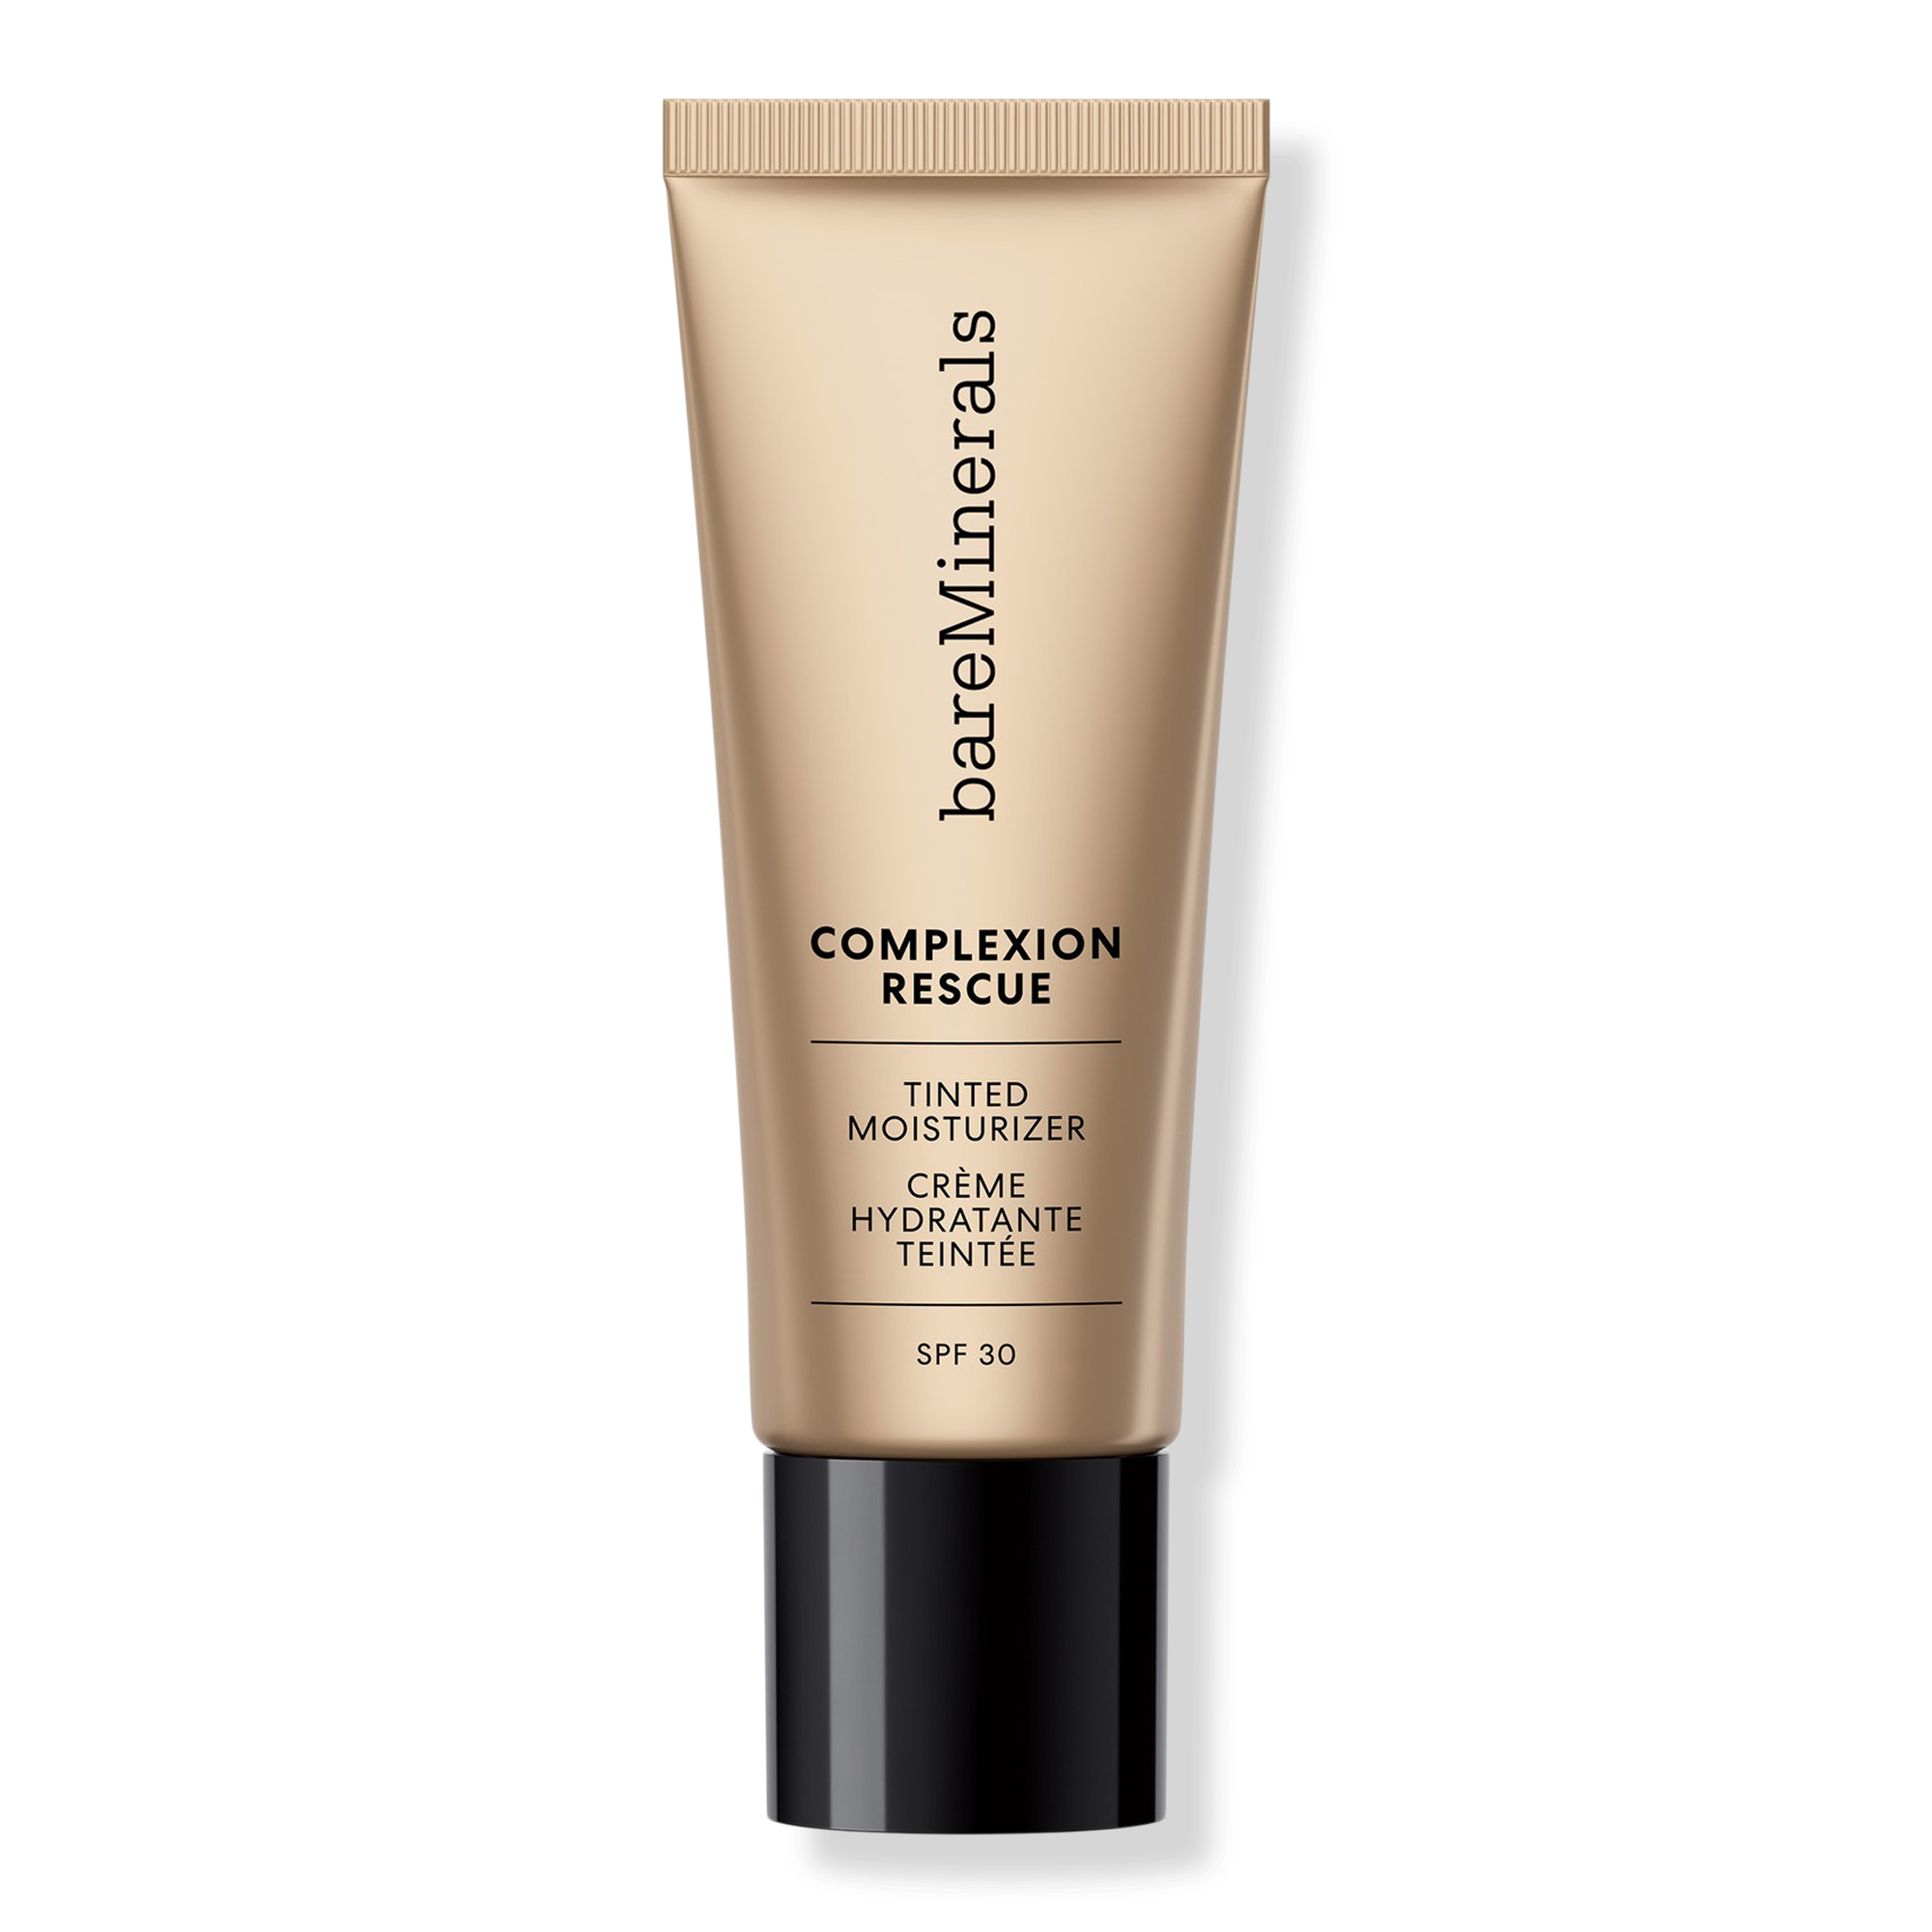 bareMinerals
COMPLEXION
RESCUE
TINTED
MOISTURIZER
CRÈME
HYDRATANTE
TEINTÉE
SPF 30